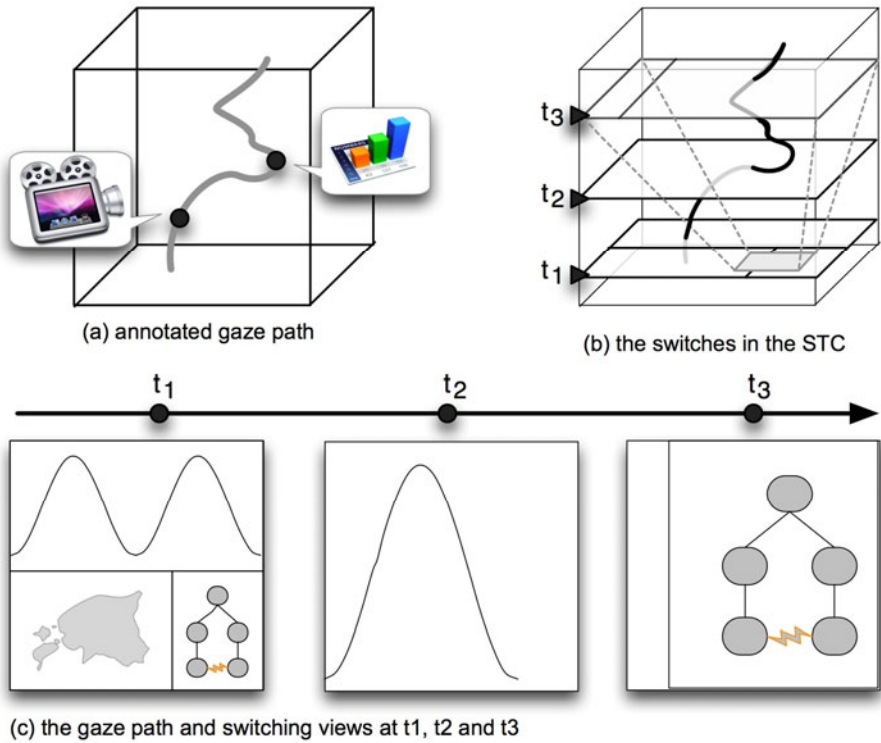 NUMBERS
(a) annotated gaze path
t3
t2
t1
(b) the switches in the STC
t1
t2
t3
(c) the gaze path and switching views at t1, t2 and t3